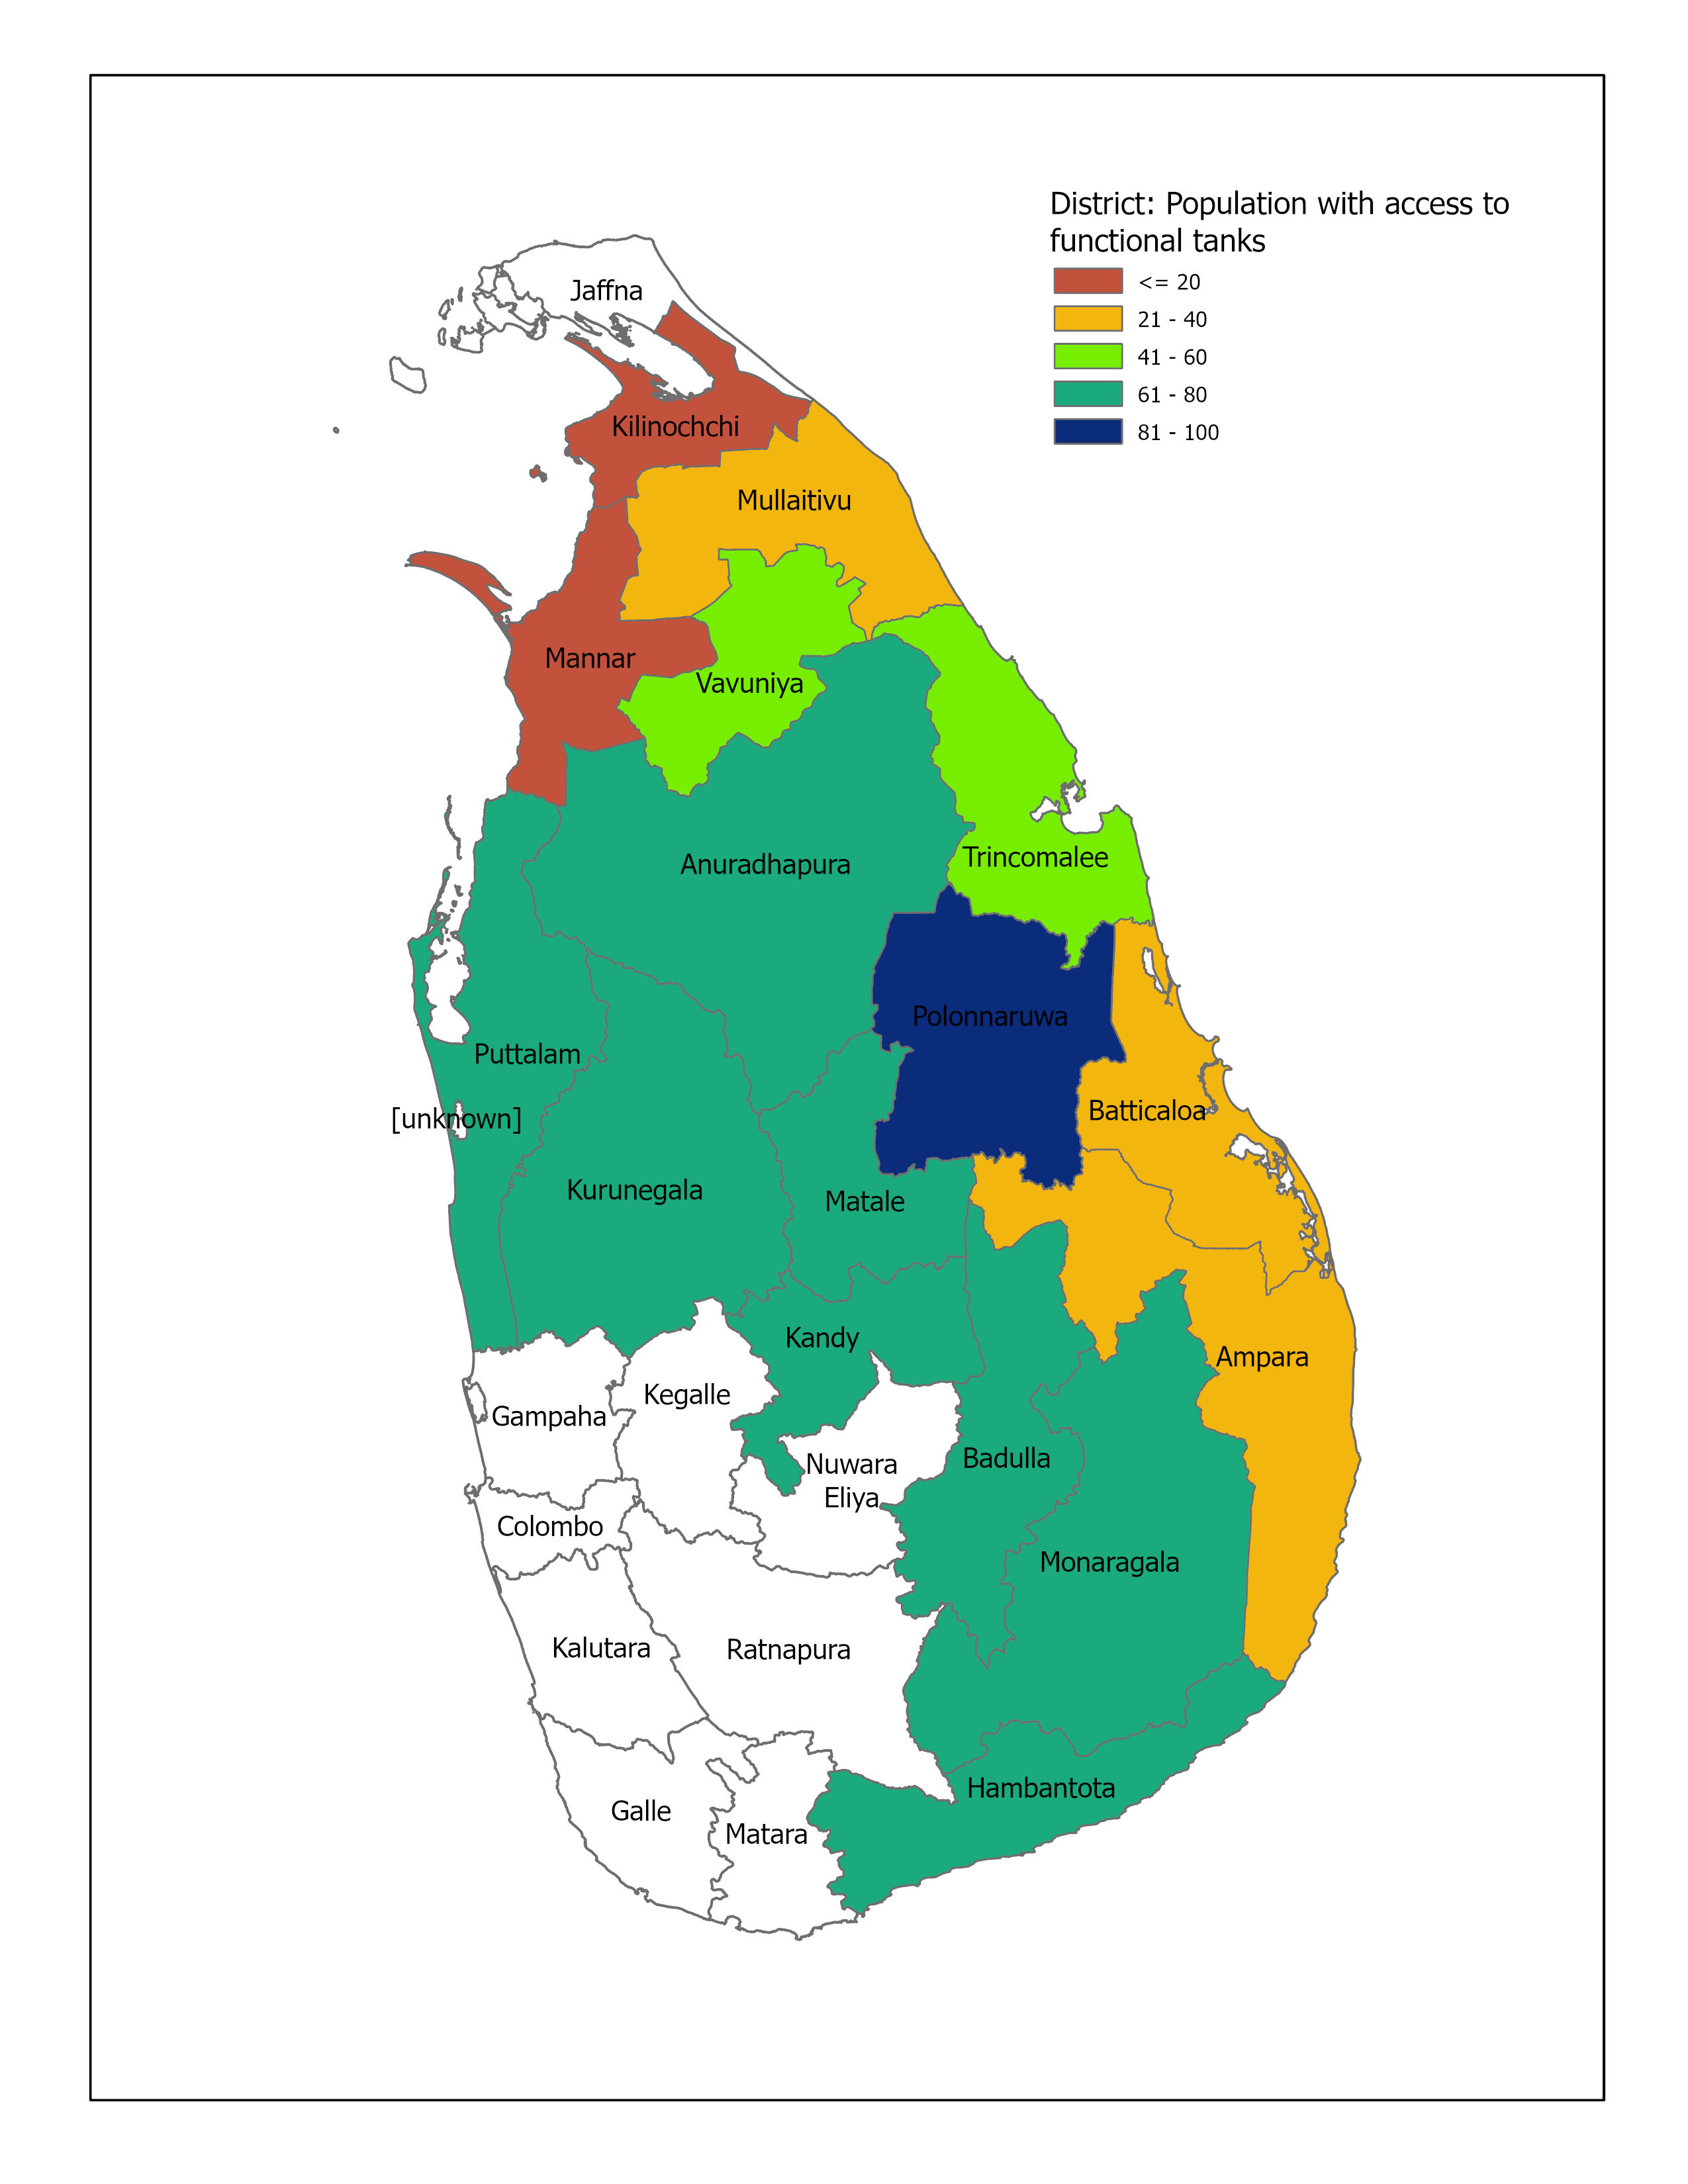 District: Population with access to
functional tanks
<= 20
21 - 40
41 - 60
61 - 80
81 - 100
Jaffna
Kilinochchi
Mullaitivu
Mannar
Vavuniya
Anuradhapura
Trincomalee
Polonnaruwa
Puttalam
[unknown]
Batticaloa
Kurunegala
Matale
Kandy
Ampara
Kegalle
Gampaha
Nuwara
Eliya
Badulla
Colombo
Monaragala
Kalutara
Ratnapura
Hambantota
Galle
Matara